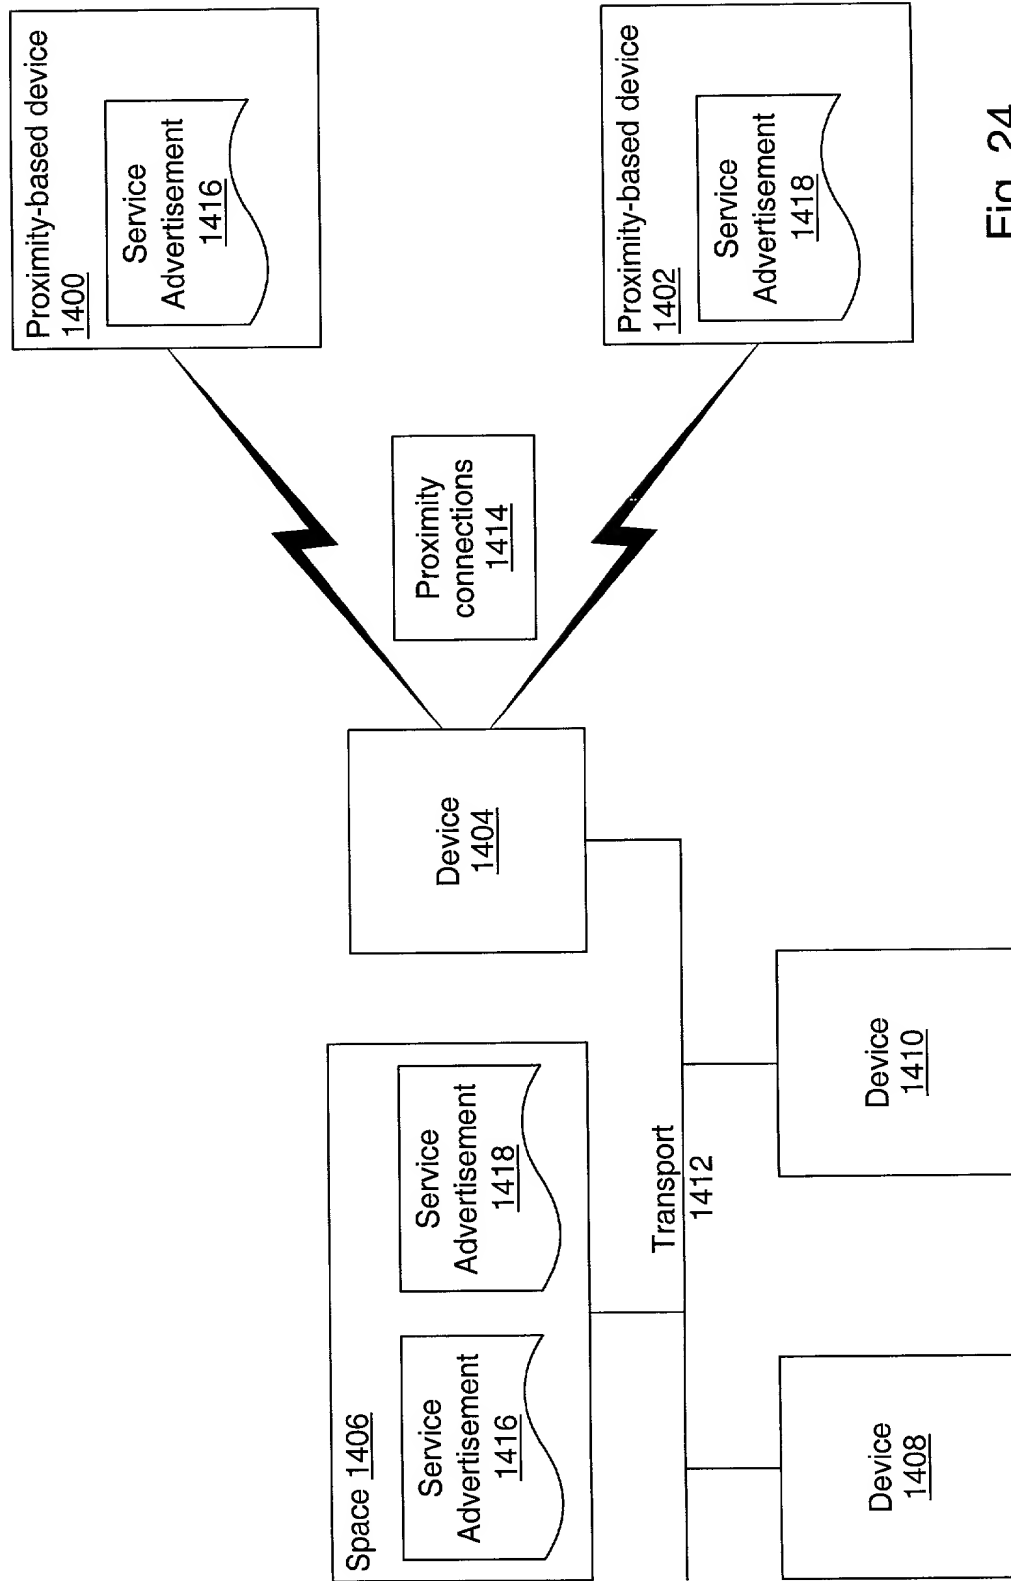 Proximity-based device
1400
Service
Advertisement
1416
Proximity-based device
1402
Service
Advertisement
1418
Proximity
connections
1414
Device
1404
Space 1406
Service
Advertisement
1416
Service
Advertisement
1418
Transport
1412
Device
1408
Device
1410
Fig. 24